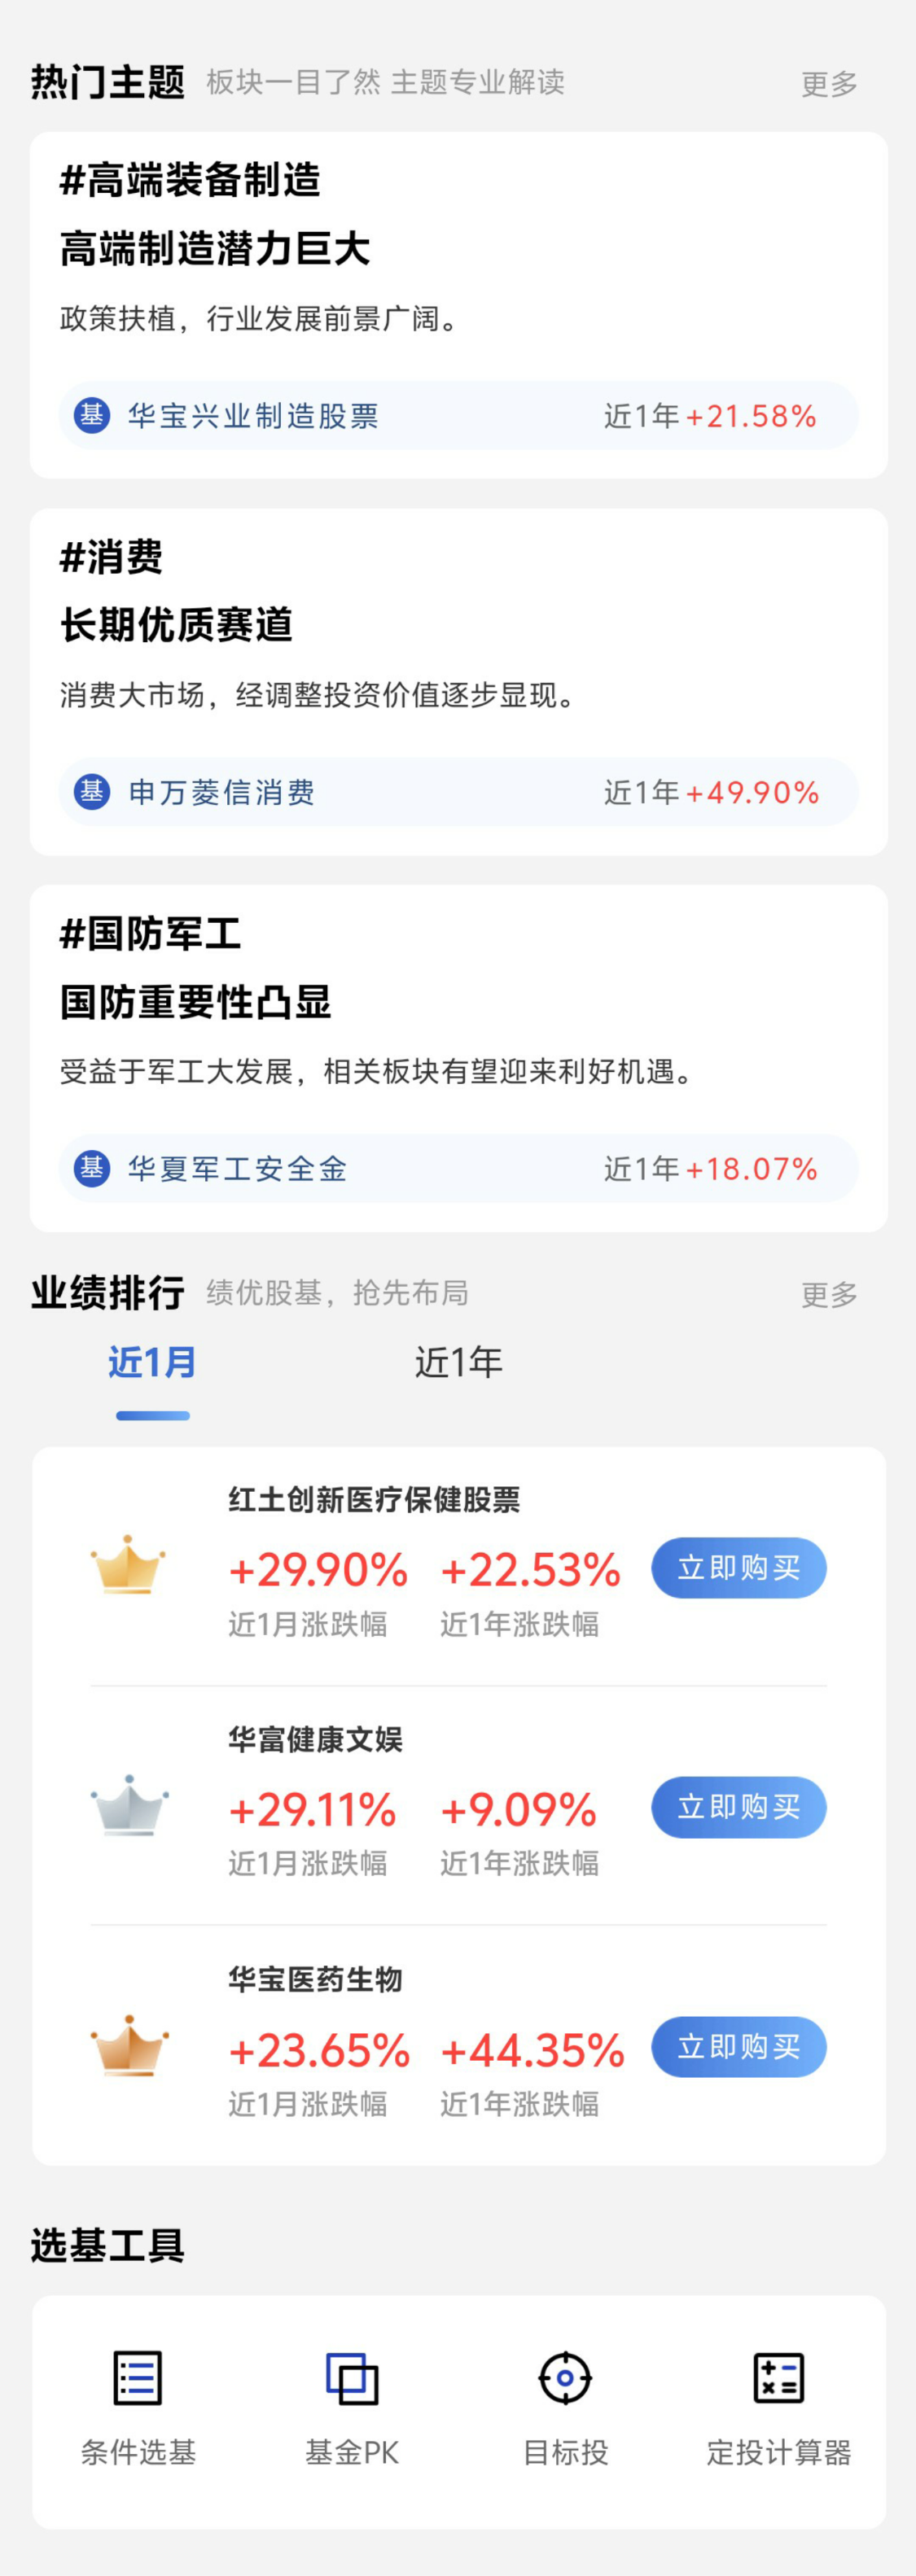 热门主题 板块一目了然 主题专业解读 更多
#高端装备制造
高端制造潜力巨大
政策扶植，行业发展前景广阔。
基 华宝兴业制造股票 近1年 +21.58%
#消费
长期优质赛道
消费大市场，经调整投资价值逐步显现。
基 申万菱信消费 近1年 +49.90%
#国防军工
国防重要性凸显
受益于军工大发展，相关板块有望迎来利好机遇。
基 华夏军工安全金 近1年 +18.07%
业绩排行 绩优股基，抢先布局 更多
近1月 近1年
红土创新医疗保健股票
+29.90% +22.53% 立即购买
近1月涨跌幅 近1年涨跌幅
华富健康文娱
+29.11% +9.09% 立即购买
近1月涨跌幅 近1年涨跌幅
华宝医药生物
+23.65% +44.35% 立即购买
近1月涨跌幅 近1年涨跌幅
选基工具
条件选基 基金PK 目标投 定投计算器